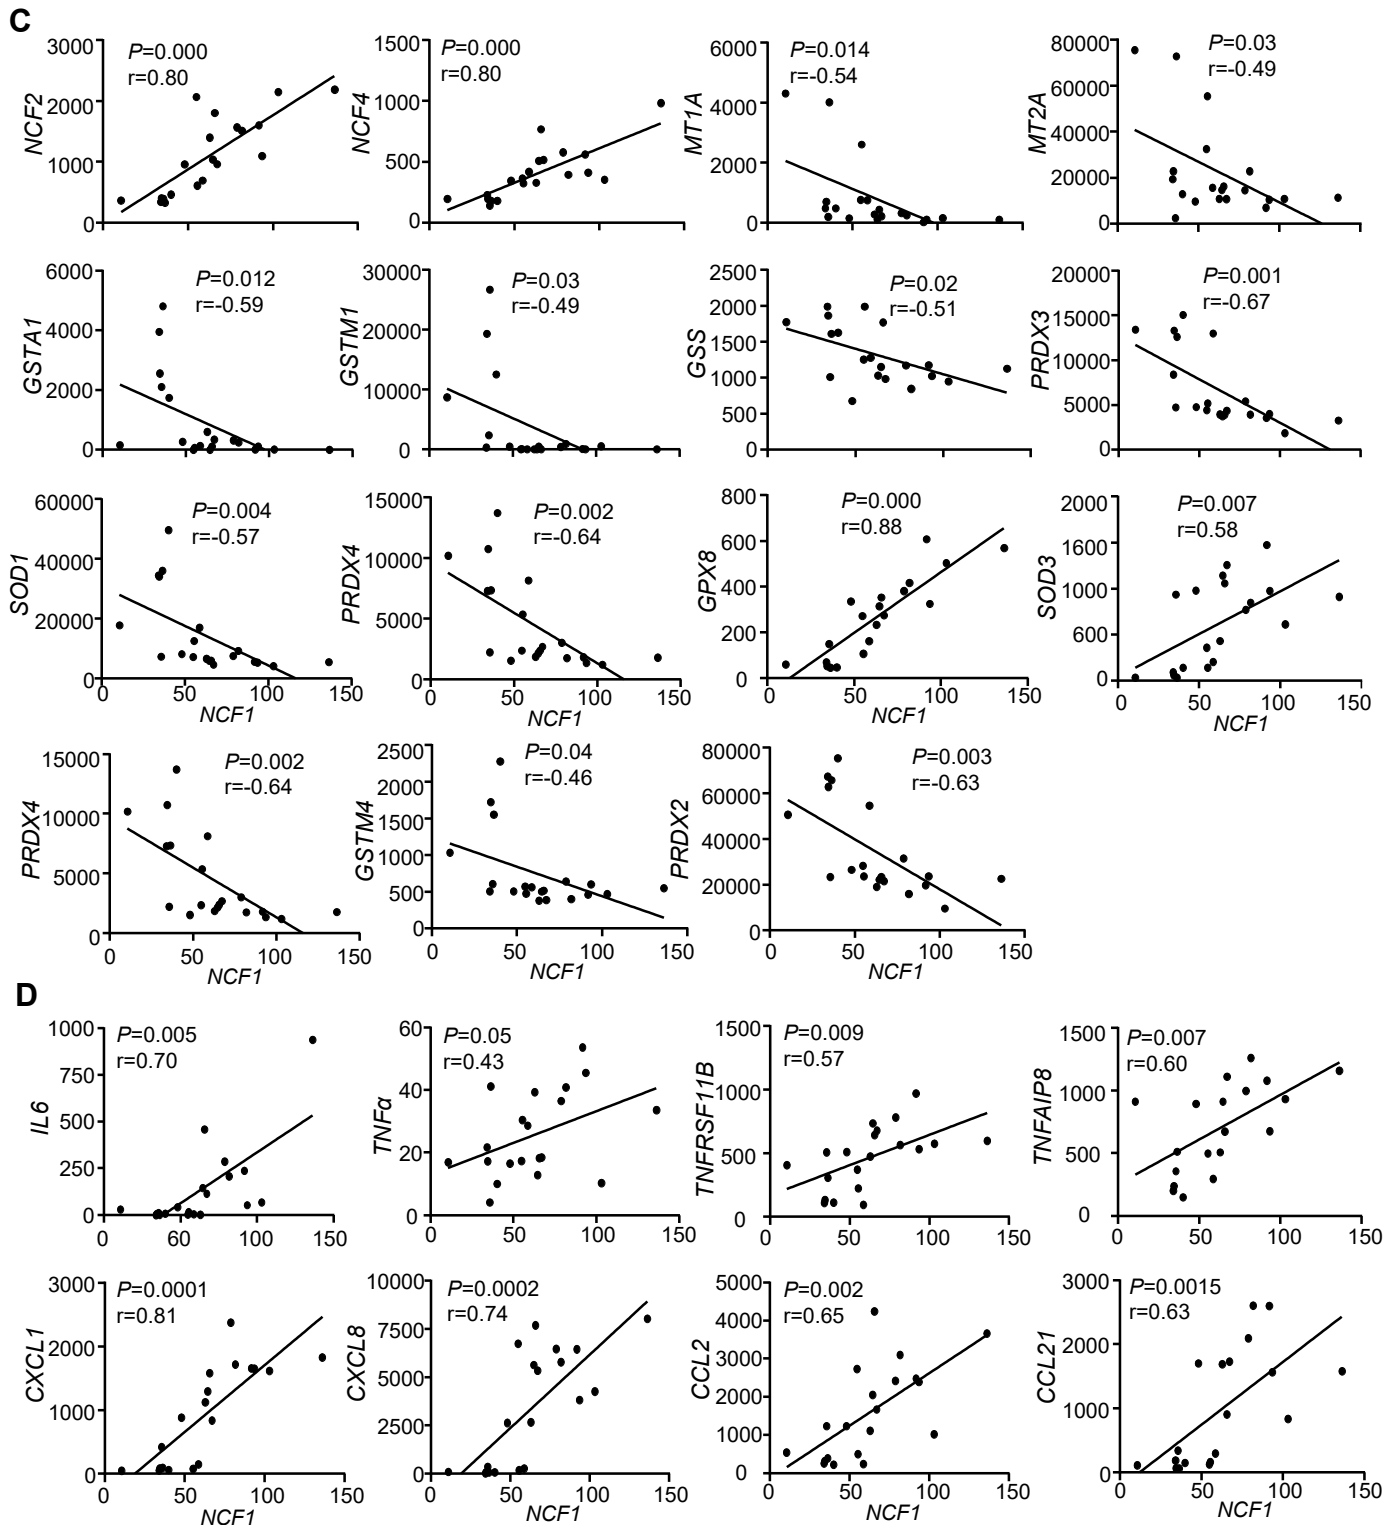 C
3000
2000
1000
0
NCF2
P=0.000
r=0.80
1500
1000
500
0
NCF4
P=0.000
r=0.80
6000
4000
2000
0
MT1A
P=0.014
r=-0.54
80000
60000
40000
20000
0
MT2A
P=0.03
r=-0.49
6000
4000
2000
0
GSTA1
P=0.012
r=-0.59
30000
20000
10000
0
GSTM1
P=0.03
r=-0.49
2500
2000
1500
1000
500
0
GSS
P=0.02
r=-0.51
20000
15000
10000
5000
0
PRDX3
P=0.001
r=-0.67
60000
40000
20000
0
SOD1
P=0.004
r=-0.57
0 50 100 150
NCF1
15000
10000
5000
0
PRDX4
P=0.002
r=-0.64
0 50 100 150
NCF1
800
600
400
200
0
GPX8
P=0.000
r=0.88
0 50 100 150
NCF1
2000
1600
1000
600
0
SOD3
P=0.007
r=0.58
0 50 100 150
NCF1
15000
10000
5000
0
PRDX4
P=0.002
r=-0.64
0 50 100 150
NCF1
2500
2000
1500
1000
500
0
GSTM4
P=0.04
r=-0.46
0 50 100 150
NCF1
80000
60000
40000
20000
0
PRDX2
P=0.003
r=-0.63
0 50 100 150
NCF1
D
1000
750
500
250
0
IL6
P=0.005
r=0.70
0 60 100 150
60
40
20
0
TNFα
P=0.05
r=0.43
0 50 100 150
1500
1000
500
0
TNFRSF11B
P=0.009
r=0.57
0 50 100 150
1500
1000
500
0
TNFAIP8
P=0.007
r=0.60
0 50 100 150
3000
2000
1000
0
CXCL1
P=0.0001
r=0.81
0 50 100 150
NCF1
10000
7500
5000
2500
0
CXCL8
P=0.0002
r=0.74
0 50 100 150
NCF1
5000
4000
3000
2000
1000
0
CCL2
P=0.002
r=0.65
0 50 100 150
NCF1
3000
2000
1000
0
CCL21
P=0.0015
r=0.63
0 50 100 150
NCF1